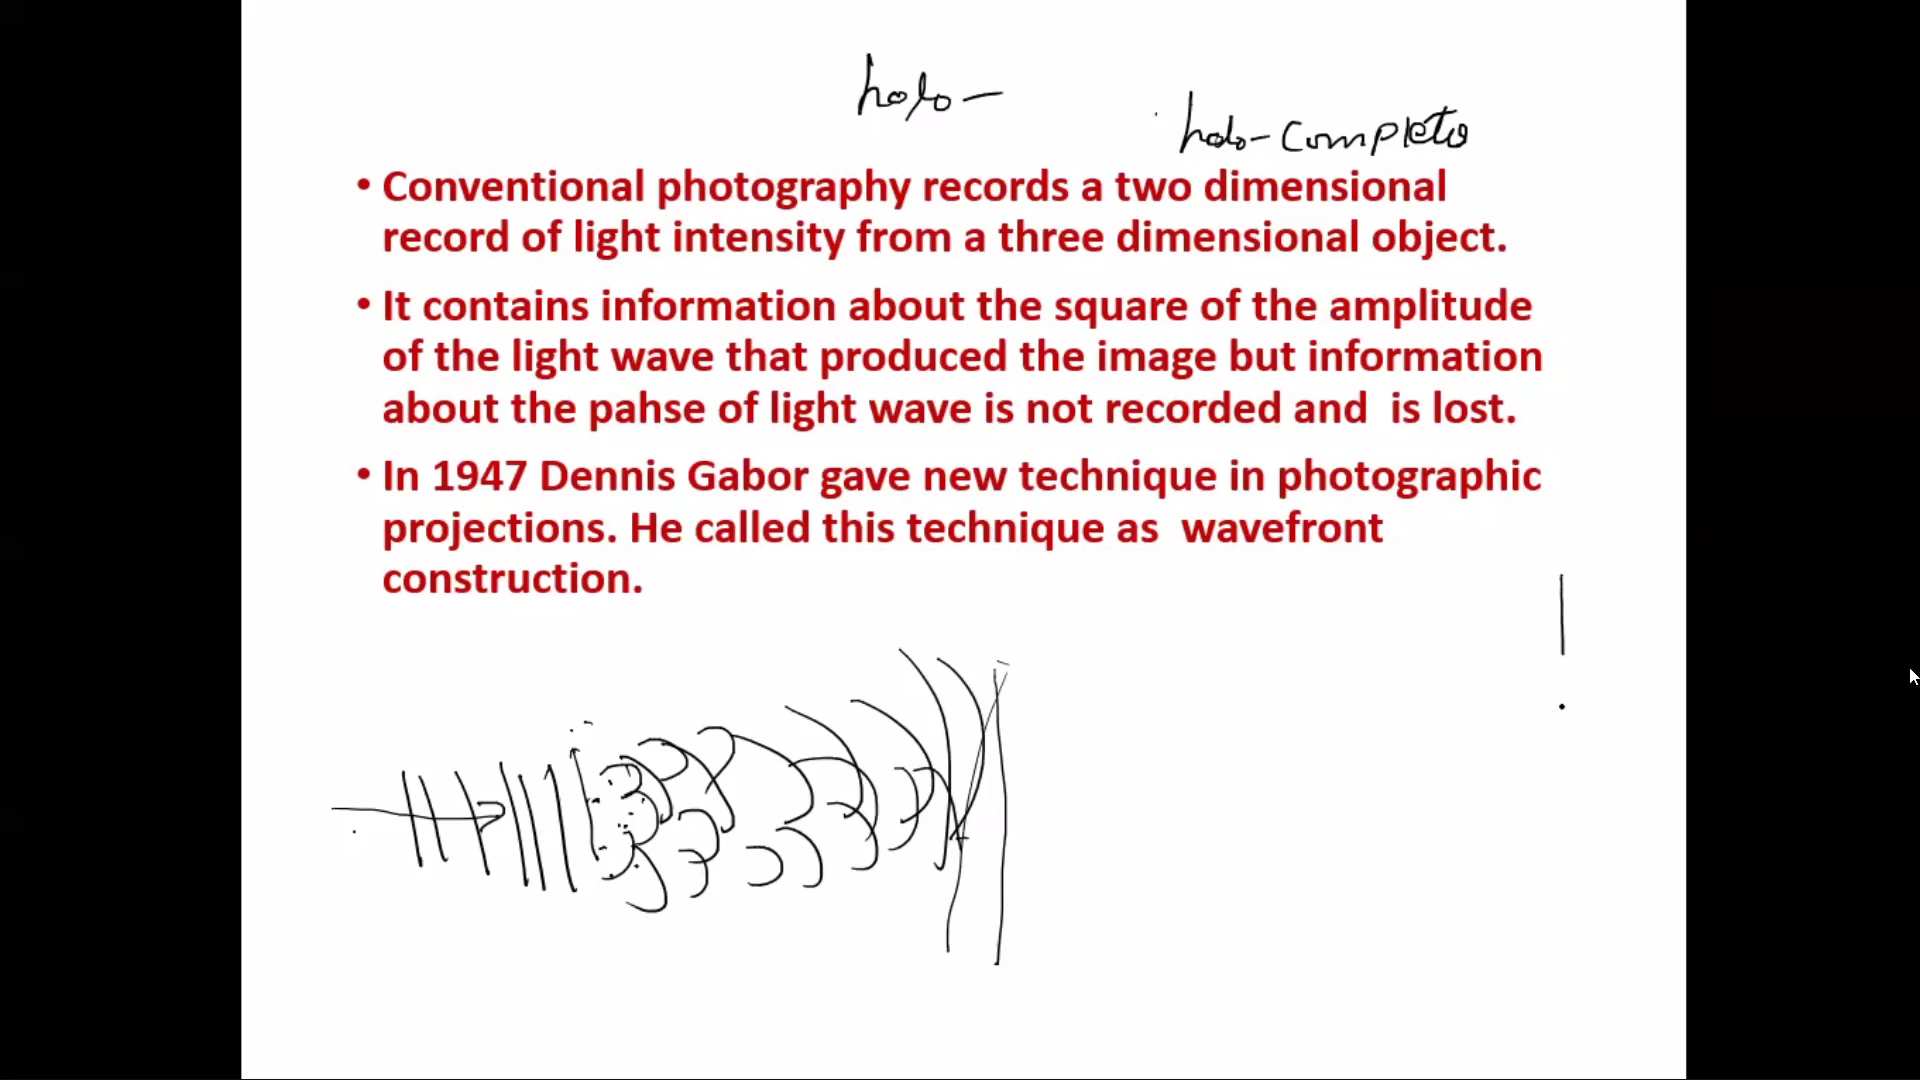 holo-
holo-complete
• Conventional photography records a two dimensional
record of light intensity from a three dimensional object.
• It contains information about the square of the amplitude
of the light wave that produced the image but information
about the pahse of light wave is not recorded and is lost.
• In 1947 Dennis Gabor gave new technique in photographic
projections. He called this technique as wavefront
construction.